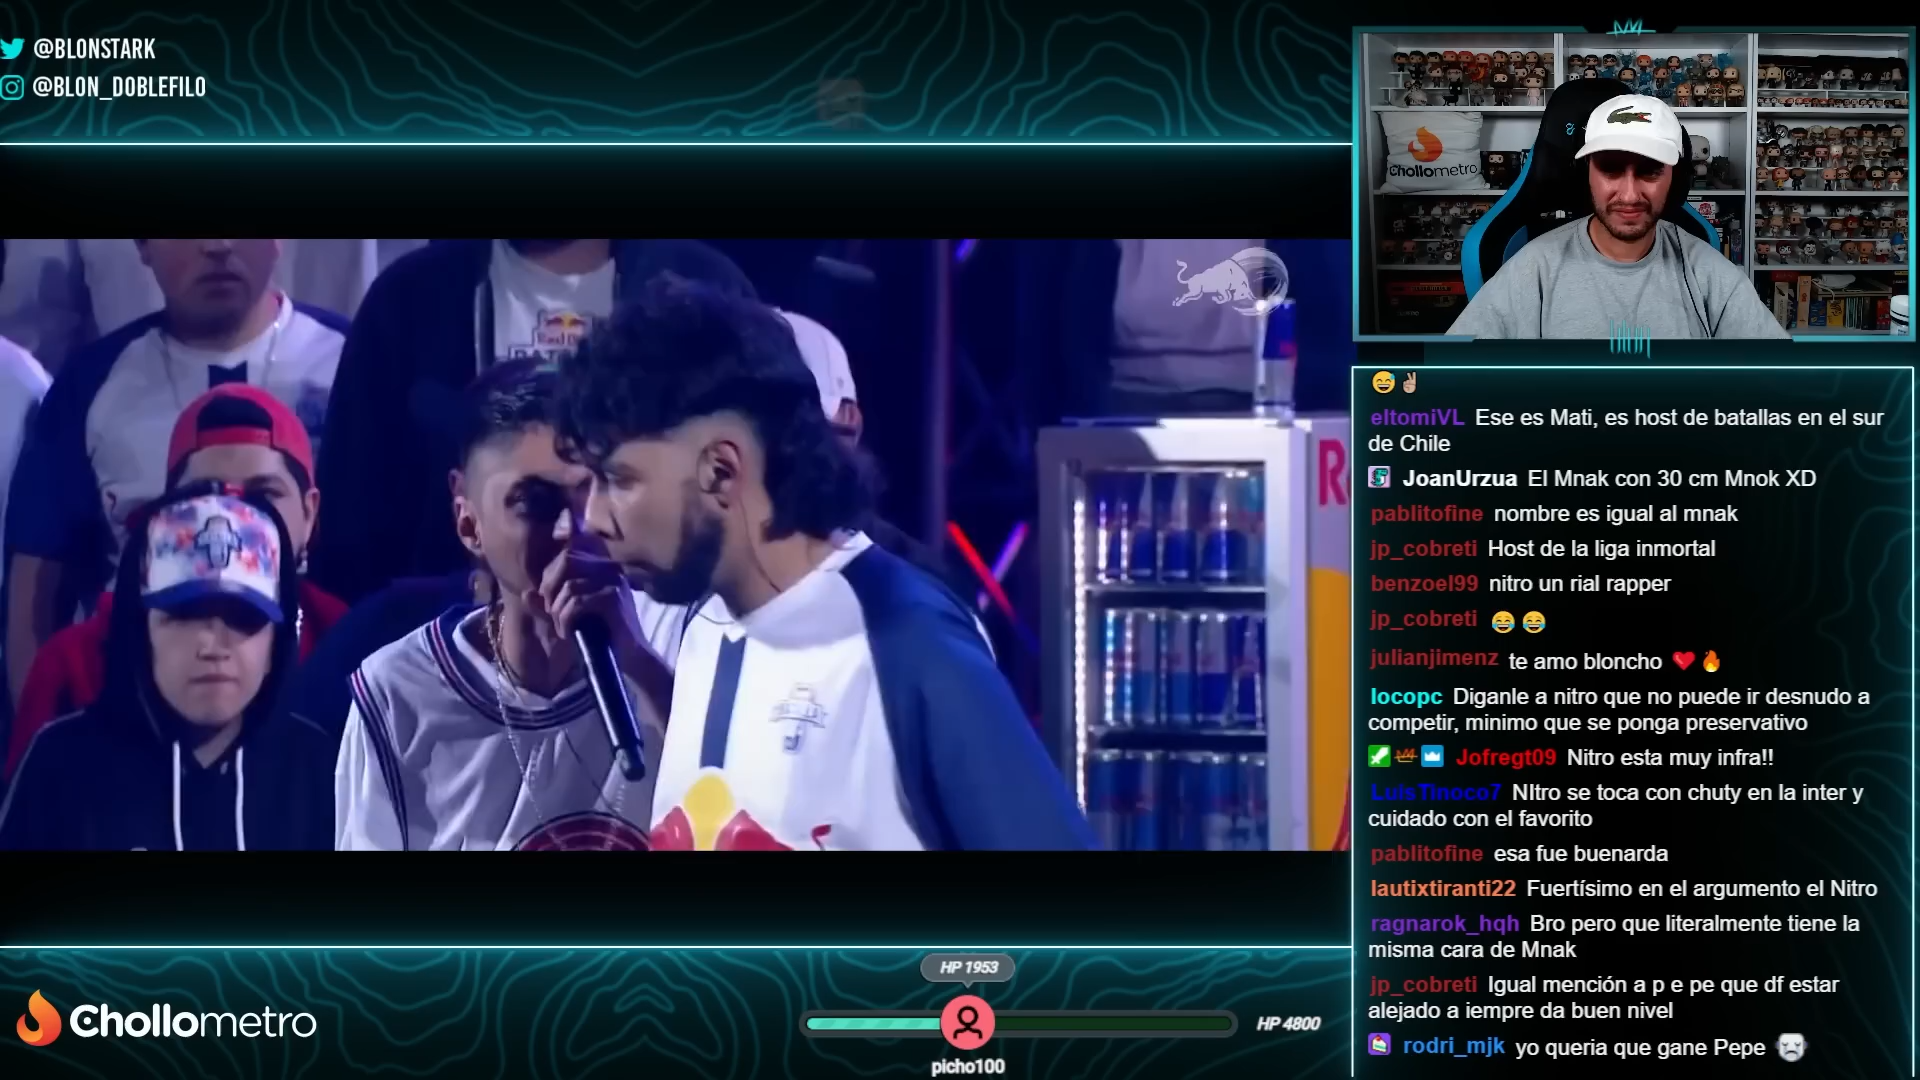 @BLONSTARK
@BLON_DOBLEFILO
Chollometro
R
Chollometro
HP 1953
HP 4800
picho100
eltomiVL Ese es Mati, es host de batallas en el sur
de Chile
JoanUrzua El Mnak con 30 cm Mnok XD
pablitofine nombre es igual al mnak
jp_cobreti Host de la liga inmortal
benzoel99 nitro un rial rapper
jp_cobreti 😂 😂
julianjimenz te amo bloncho ❤️🔥
locopc Diganle a nitro que no puede ir desnudo a
competir, minimo que se ponga preservativo
Jofregt09 Nitro esta muy infra!!
LuisTinoco7 NItro se toca con chuty en la inter y
cuidado con el favorito
pablitofine esa fue buenarda
lautixtiranti22 Fuertísimo en el argumento el Nitro
ragnarok_hqh Bro pero que literalmente tiene la
misma cara de Mnak
jp_cobreti Igual mención a p e pe que df estar
alejado a iempre da buen nivel
rodri_mjk yo queria que gane Pepe